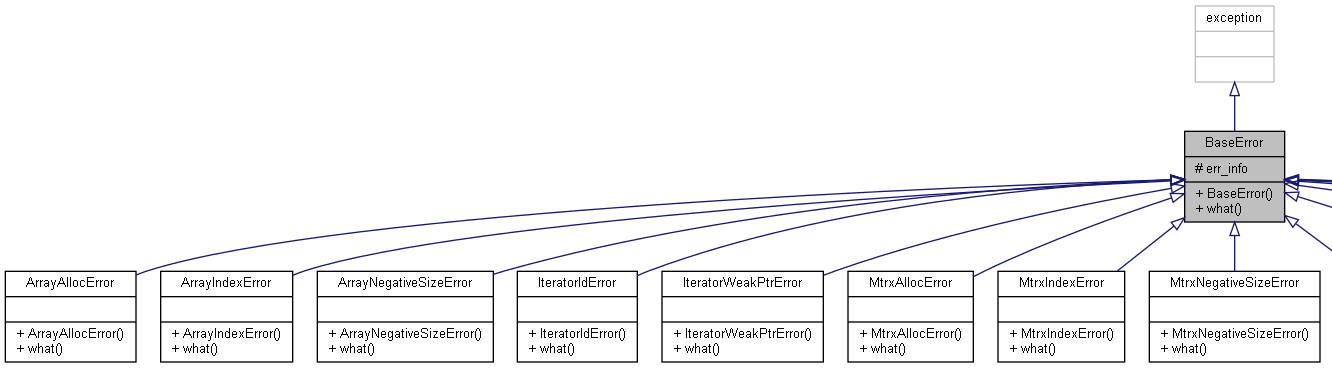 exception
BaseError
# err_info
+ BaseError()
+ what()
ArrayAllocError
+ ArrayAllocError()
+ what()
ArrayIndexError
+ ArrayIndexError()
+ what()
ArrayNegativeSizeError
+ ArrayNegativeSizeError()
+ what()
IteratorIdError
+ IteratorIdError()
+ what()
IteratorWeakPtrError
+ IteratorWeakPtrError()
+ what()
MtrxAllocError
+ MtrxAllocError()
+ what()
MtrxIndexError
+ MtrxIndexError()
+ what()
MtrxNegativeSizeError
+ MtrxNegativeSizeError()
+ what()